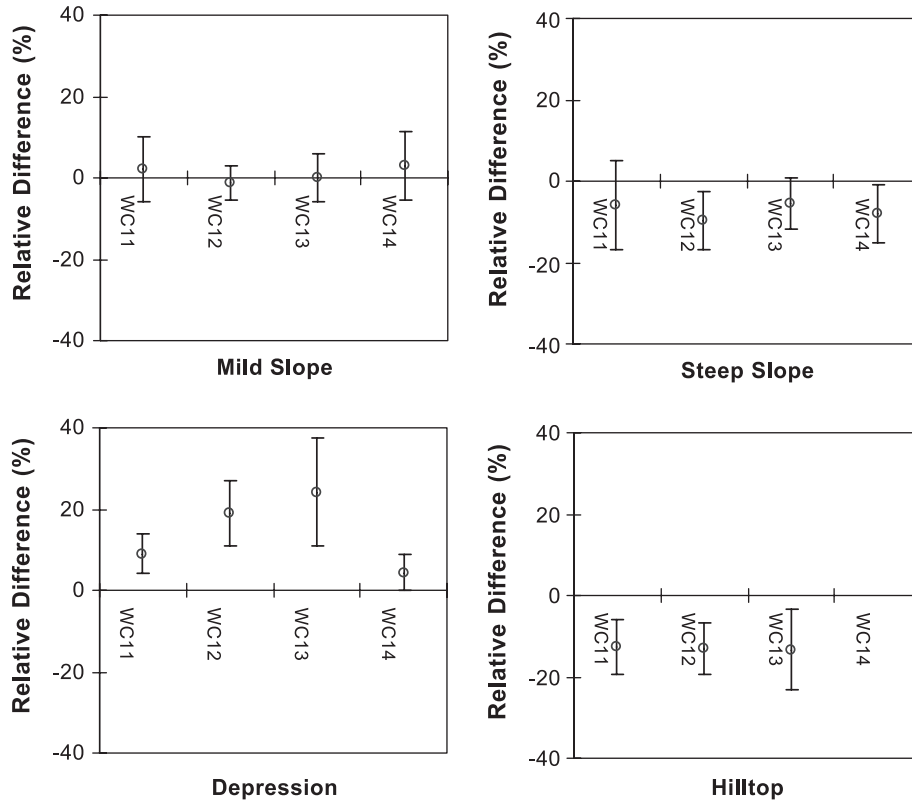 Relative Difference (%)
40
20
0
-20
-40
WC11
WC12
WC13
WC14
Mild Slope
Relative Difference (%)
40
20
0
-20
-40
WC11
WC12
WC13
WC14
Steep Slope
Relative Difference (%)
40
20
0
-20
-40
WC11
WC12
WC13
WC14
Depression
Relative Difference (%)
40
20
0
-20
-40
WC11
WC12
WC13
WC14
Hilltop